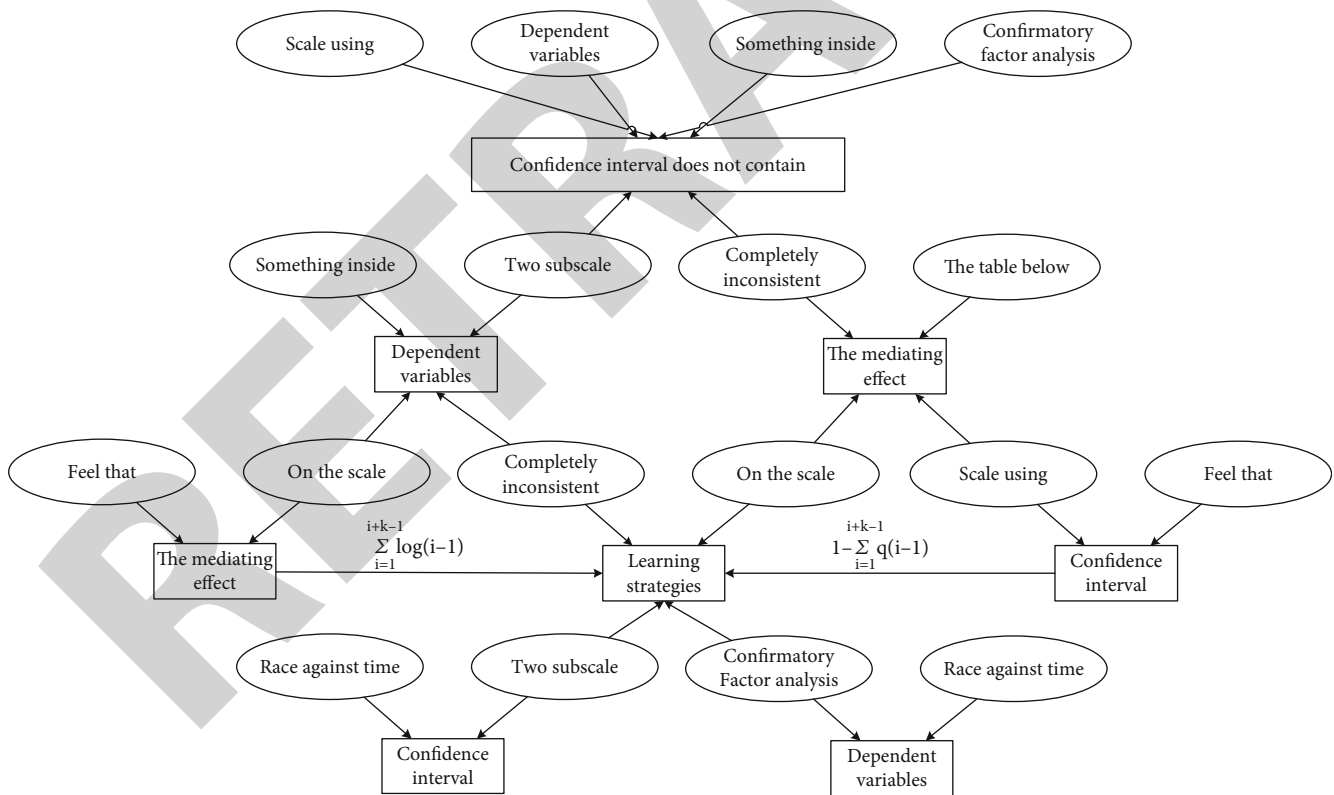 Scale using
Dependent
variables
Something inside
Confirmatory
factor analysis
Confidence interval does not contain
Something inside
Two subscale
Completely
inconsistent
The table below
Dependent
variables
The mediating
effect
Feel that
On the scale
Completely
inconsistent
On the scale
Scale using
Feel that
The mediating
effect
i+k−1
Σ log(i−1)
i=1
Learning
strategies
i+k−1
1−Σ q(i−1)
i=1
Confidence
interval
Race against time
Two subscale
Confirmatory
Factor analysis
Race against time
Confidence
interval
Dependent
variables
RETRA